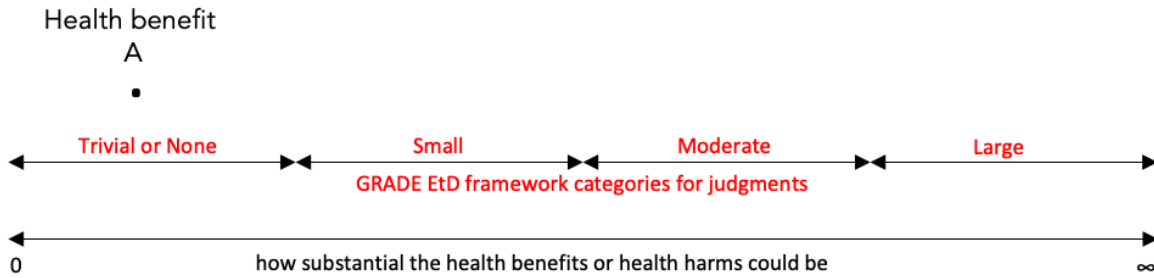 Health benefit
A
Trivial or None
Small
Moderate
Large
GRADE EtD framework categories for judgments
0
how substantial the health benefits or health harms could be
∞